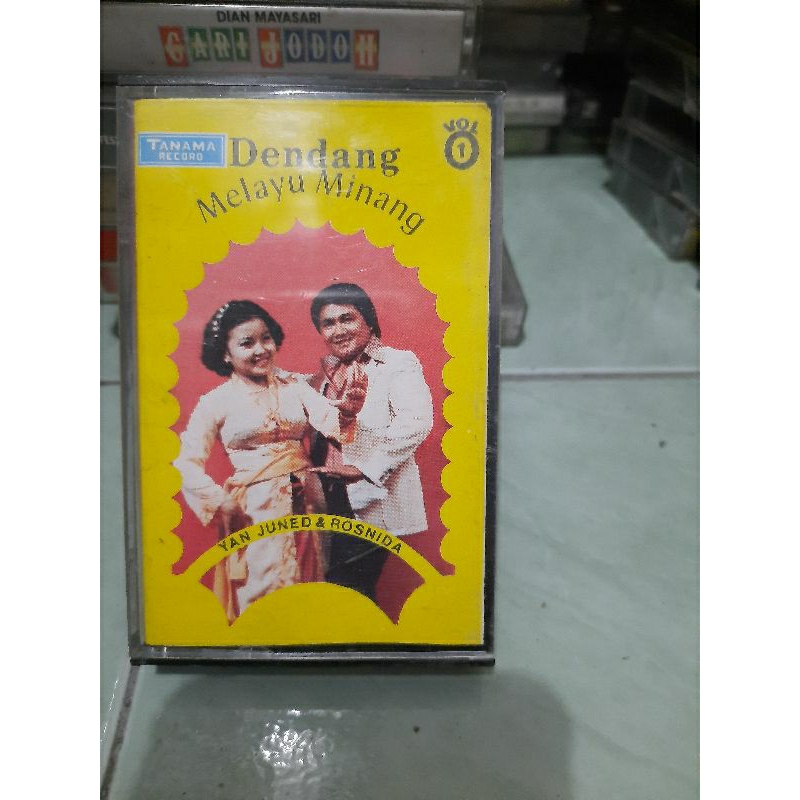 DIAN MAYASARI
CARI JODOH
TANAMA
RECORD
Dendang
Melayu Minang
VOL
1
YAN JUNED & ROSNIDA